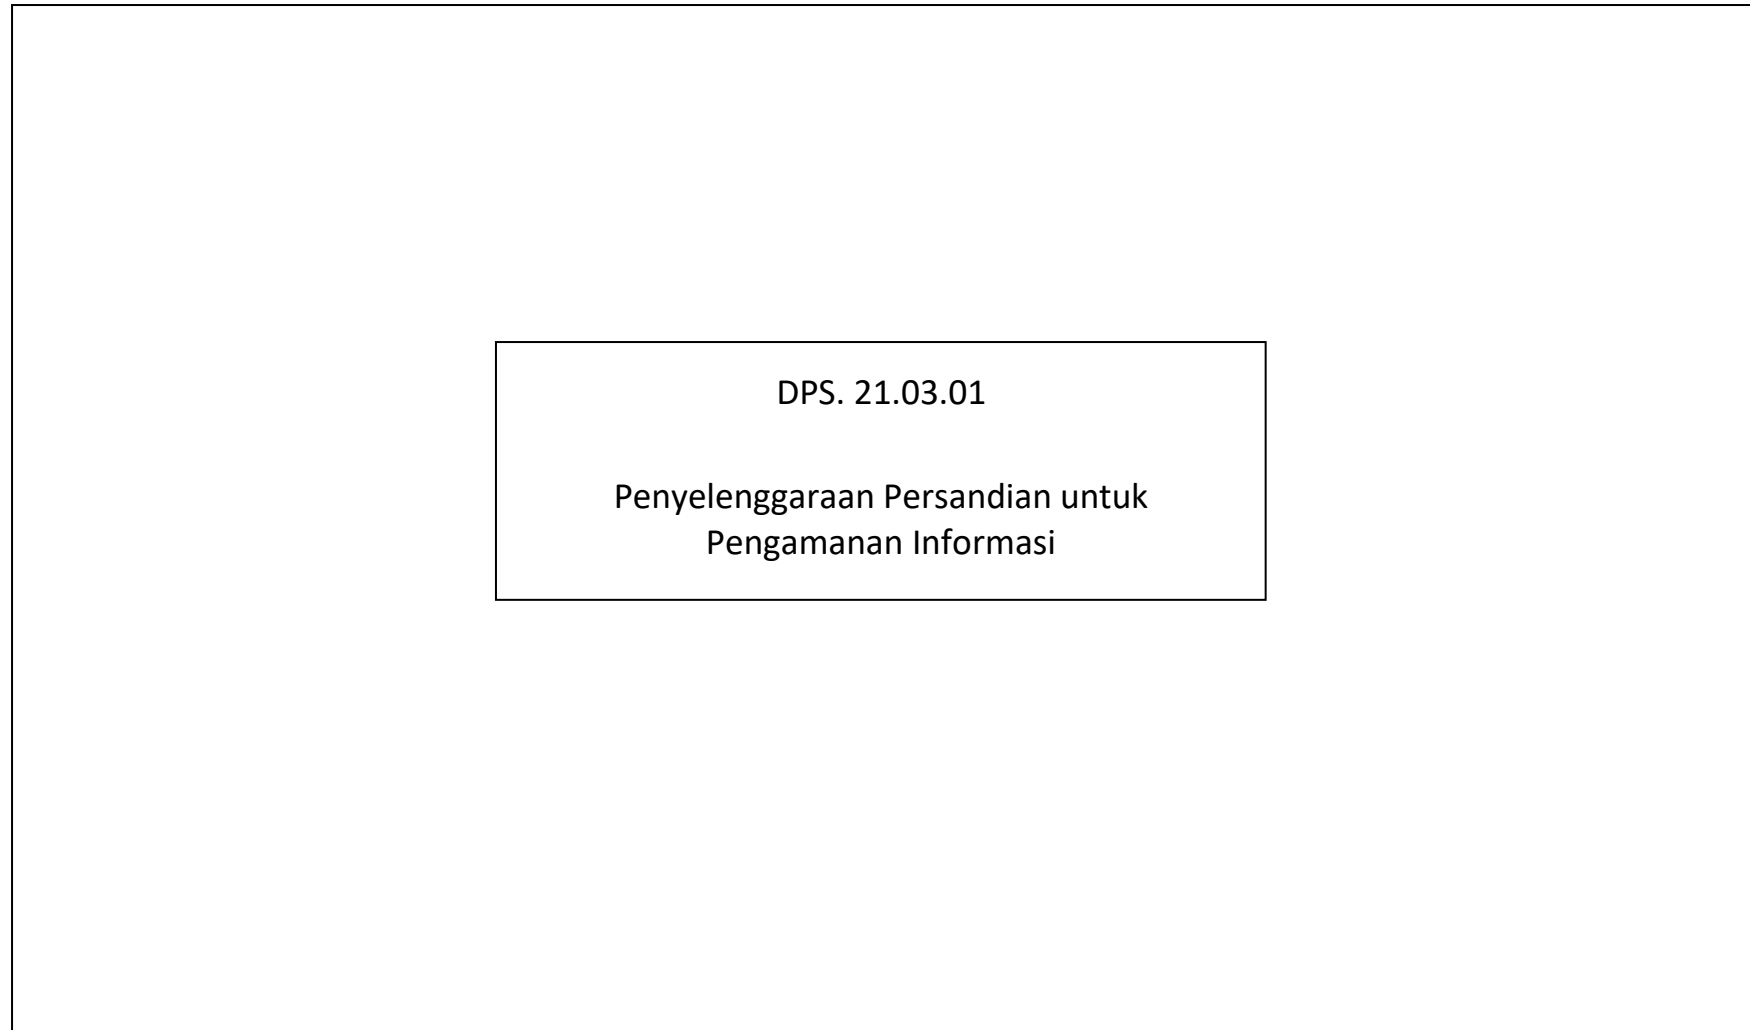 DPS. 21.03.01
Penyelenggaraan Persandian untuk
Pengamanan Informasi